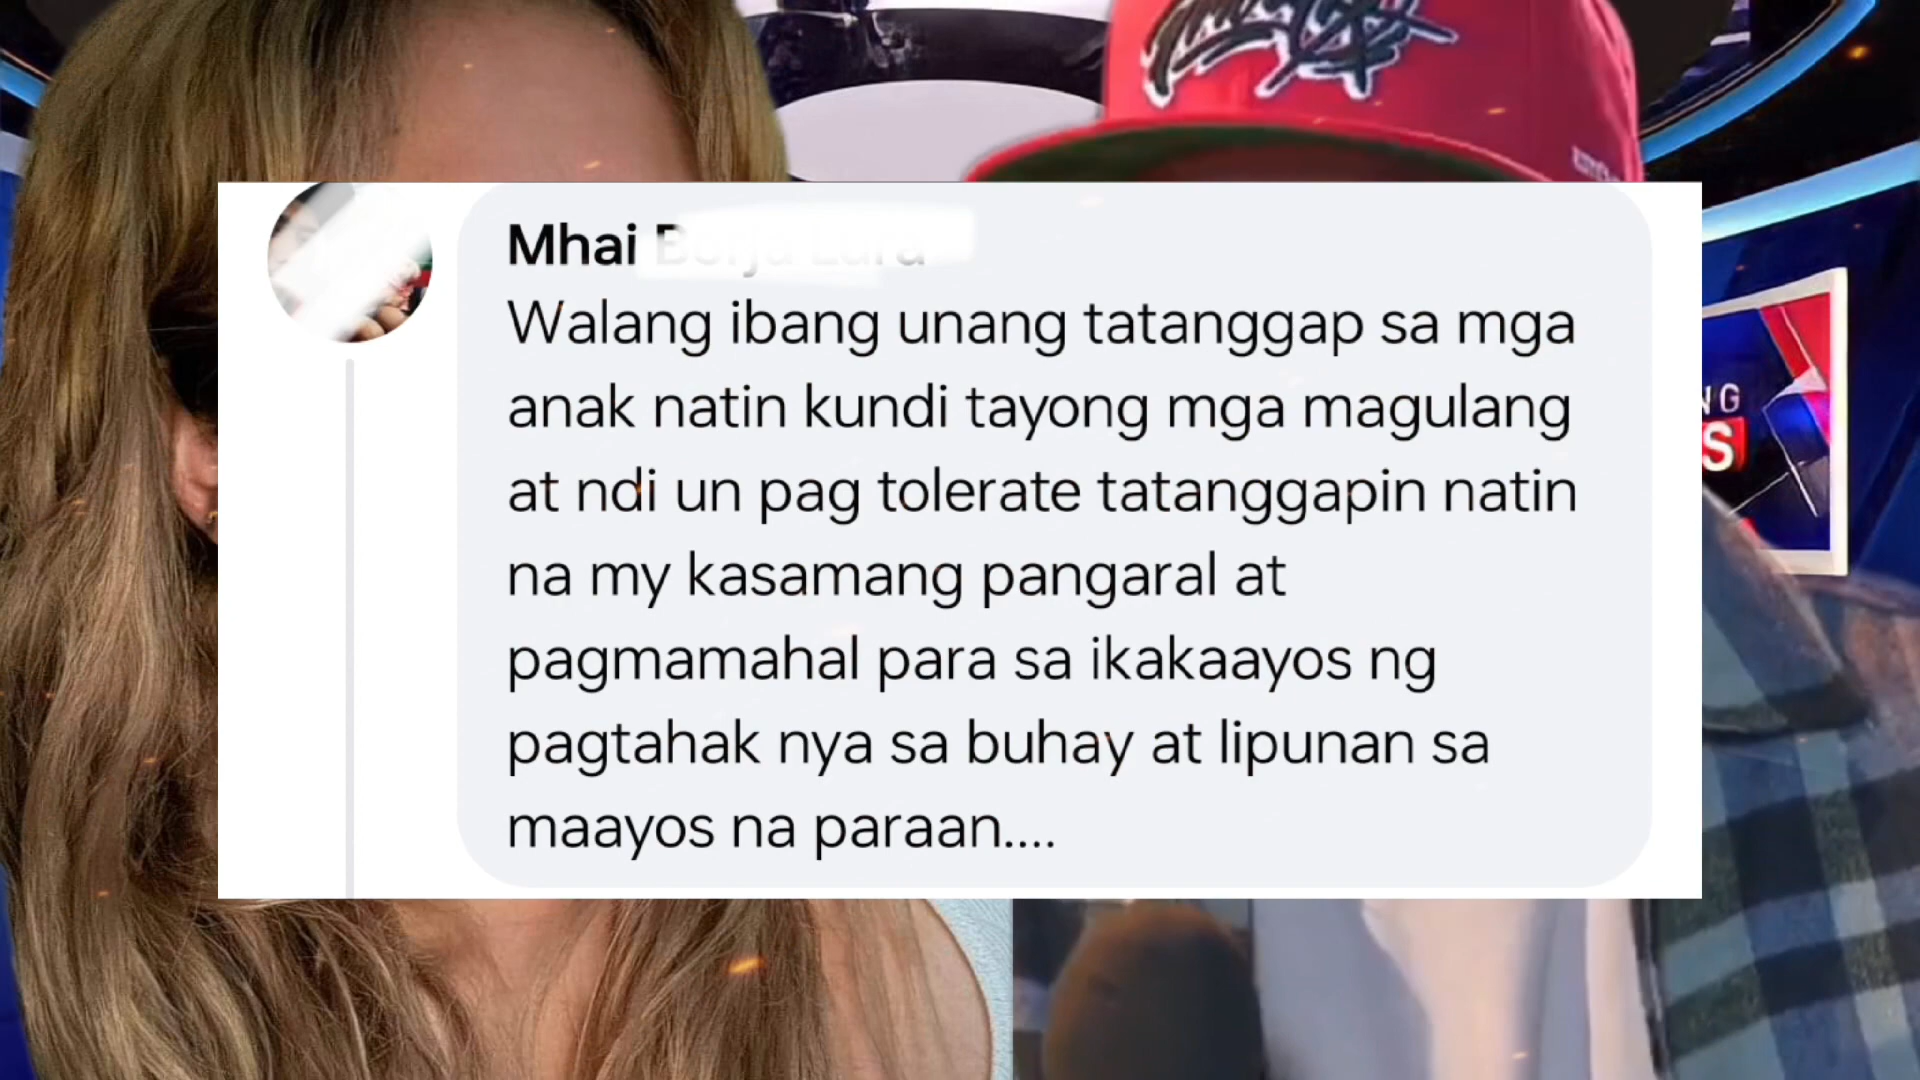 Mhai
Walang ibang unang tatanggap sa mga
anak natin kundi tayong mga magulang
at ndi un pag tolerate tatanggapin natin
na my kasamang pangaral at
pagmamahal para sa ikakaayos ng
pagtahak nya sa buhay at lipunan sa
maayos na paraan....